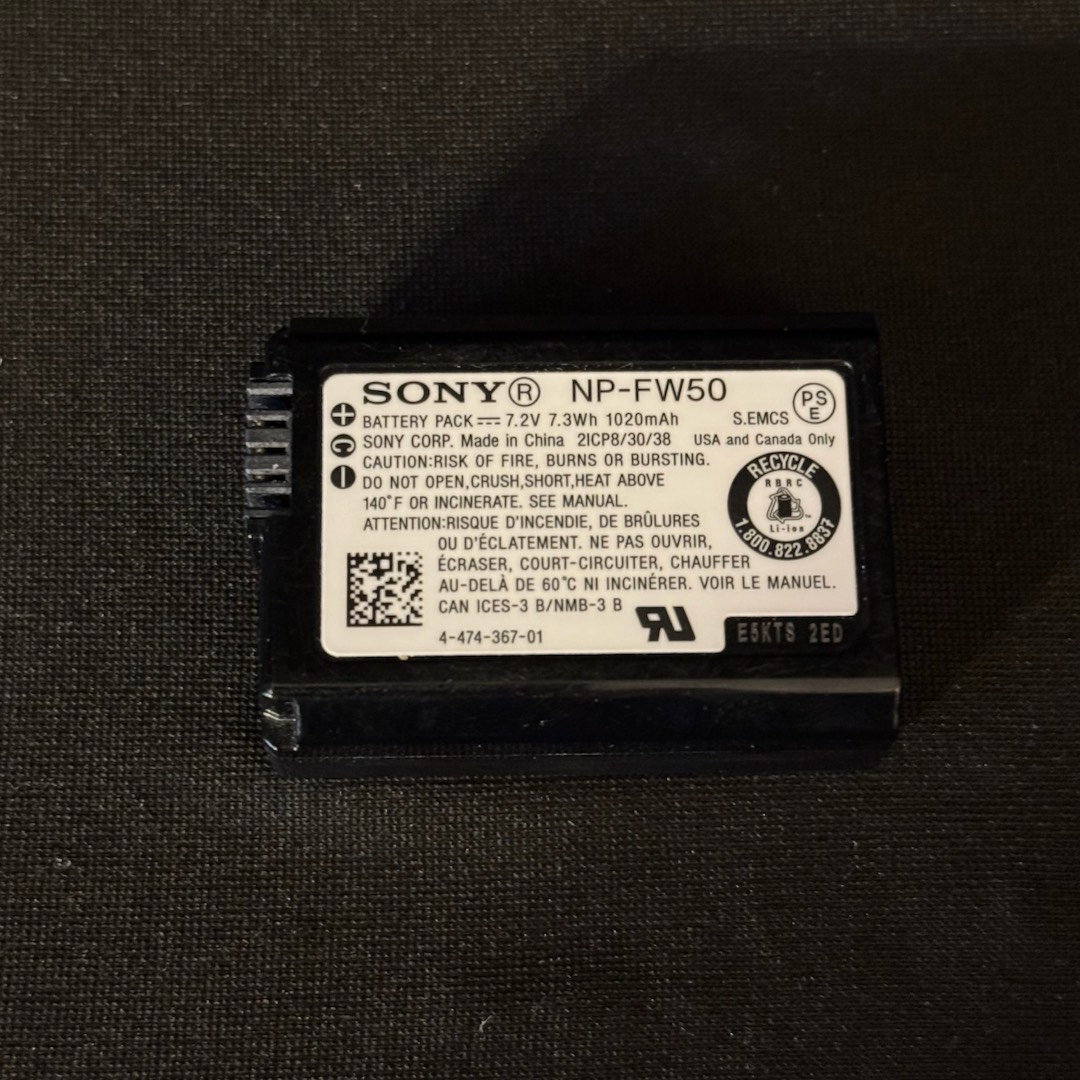 SONY® NP-FW50
BATTERY PACK ⎓ 7.2V 7.3Wh 1020mAh S.EMCS PSE
SONY CORP. Made in China 2ICP8/30/38 USA and Canada Only
CAUTION:RISK OF FIRE, BURNS OR BURSTING.
DO NOT OPEN,CRUSH,SHORT,HEAT ABOVE
140°F OR INCINERATE. SEE MANUAL.
RECYCLE
RBRC
Li-ion
1.800.822.8837
ATTENTION:RISQUE D'INCENDIE, DE BRÛLURES
OU D'ÉCLATEMENT. NE PAS OUVRIR,
ÉCRASER, COURT-CIRCUITER, CHAUFFER
AU-DELÀ DE 60°C NI INCINÉRER. VOIR LE MANUEL.
CAN ICES-3 B/NMB-3 B
4-474-367-01
E5KTS 2ED